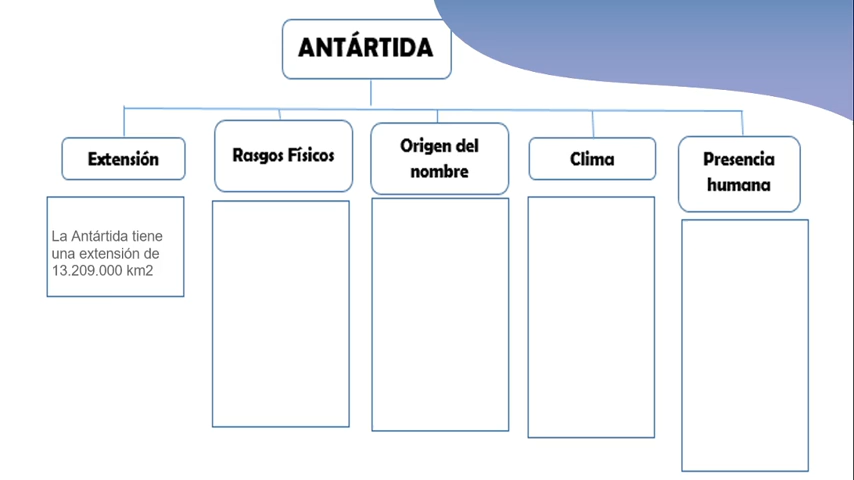 ANTÁRTIDA
Extensión
Rasgos Físicos
Origen del
nombre
Clima
Presencia
humana
La Antártida tiene
una extensión de
13.209.000 km2